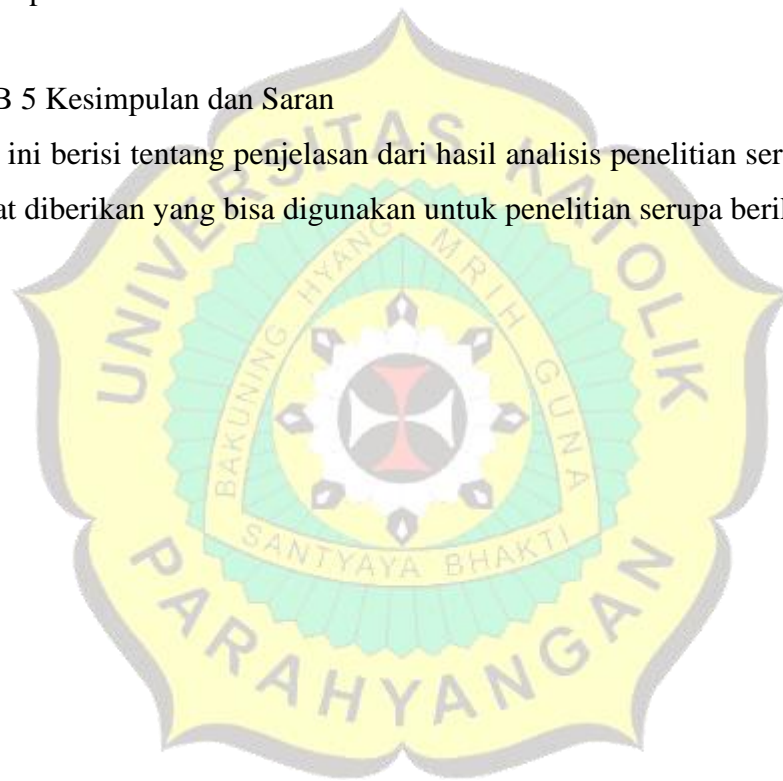 B 5 Kesimpulan dan Saran
ini berisi tentang penjelasan dari hasil analisis penelitian ser
at diberikan yang bisa digunakan untuk penelitian serupa beri
UNIVERSITAS KATOLIK
PARAHYANGAN
BAKUNING HYANG MRIH GUNA
SANTYAYA BHAKTI